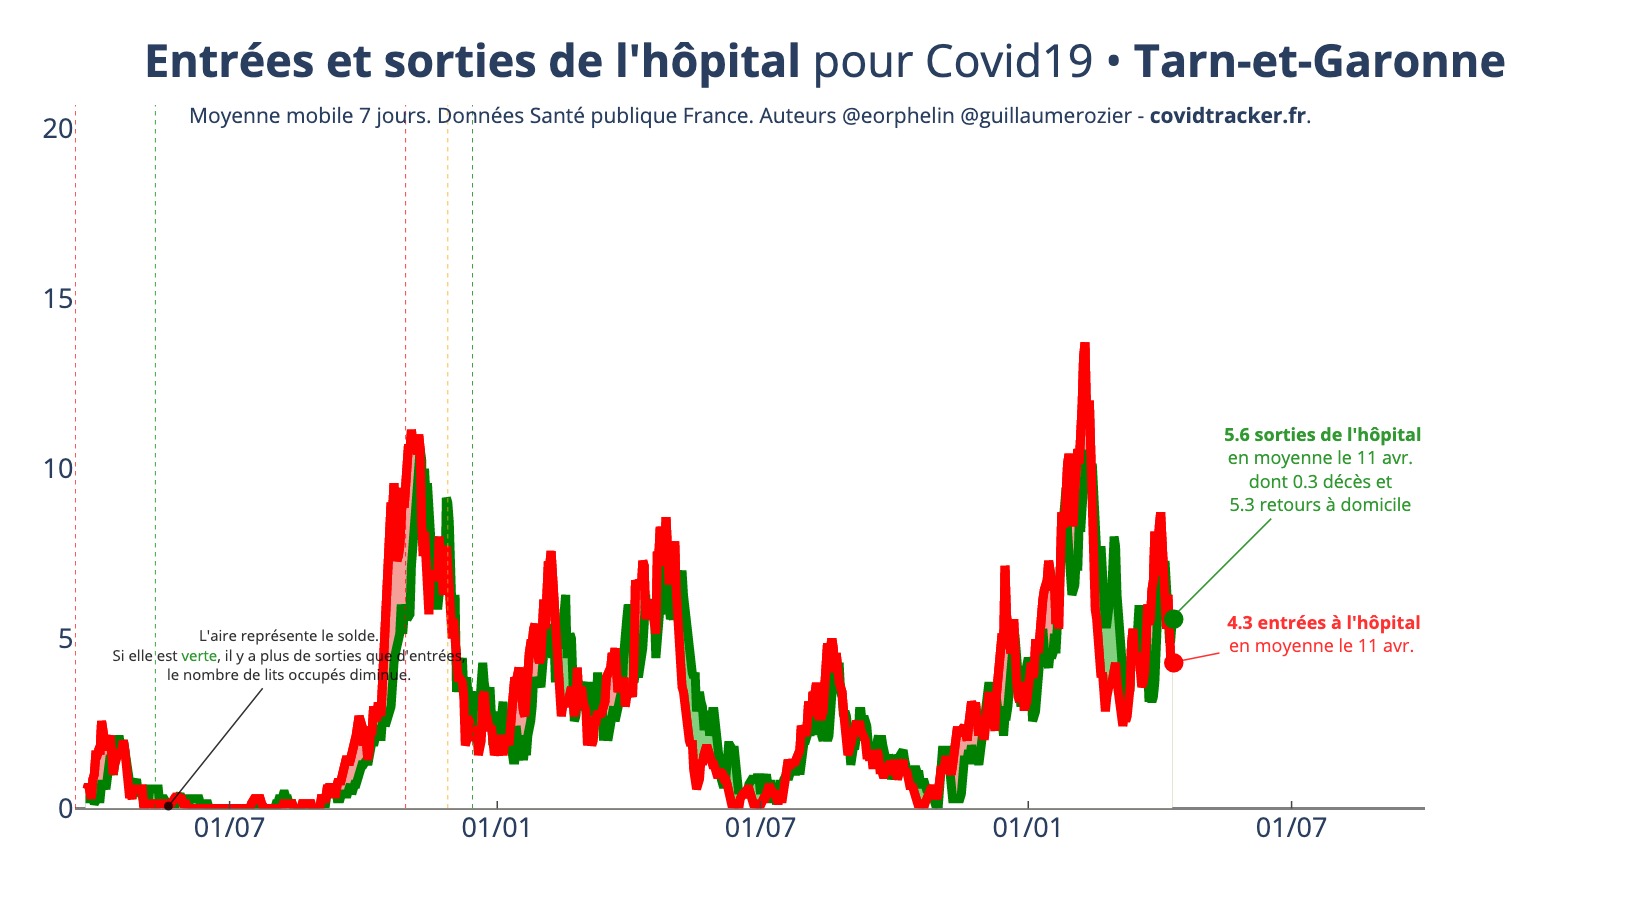 Entrées et sorties de l'hôpital pour Covid19 • Tarn-et-Garonne
Moyenne mobile 7 jours. Données Santé publique France. Auteurs @eorphelin @guillaumerozier - covidtracker.fr.
20
15
10
5
0
5.6 sorties de l'hôpital
en moyenne le 11 avr.
dont 0.3 décès et
5.3 retours à domicile
4.3 entrées à l'hôpital
en moyenne le 11 avr.
L'aire représente le solde.
Si elle est verte, il y a plus de sorties que d'entrées,
le nombre de lits occupés diminue.
01/07
01/01
01/07
01/01
01/07